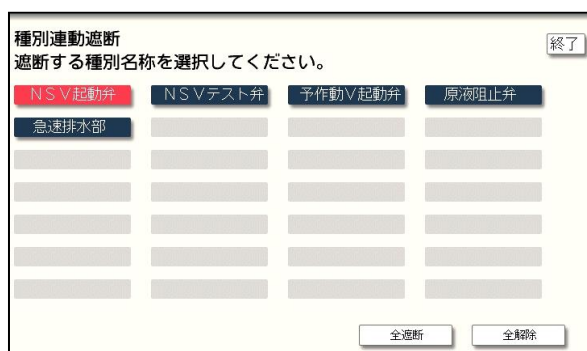 種別連動遮断
終了
遮断する種別名称を選択してください。
ＮＳＶ起動弁 ＮＳＶテスト弁 予作動Ｖ起動弁 原液阻止弁
急速排水部
全遮断 全解除